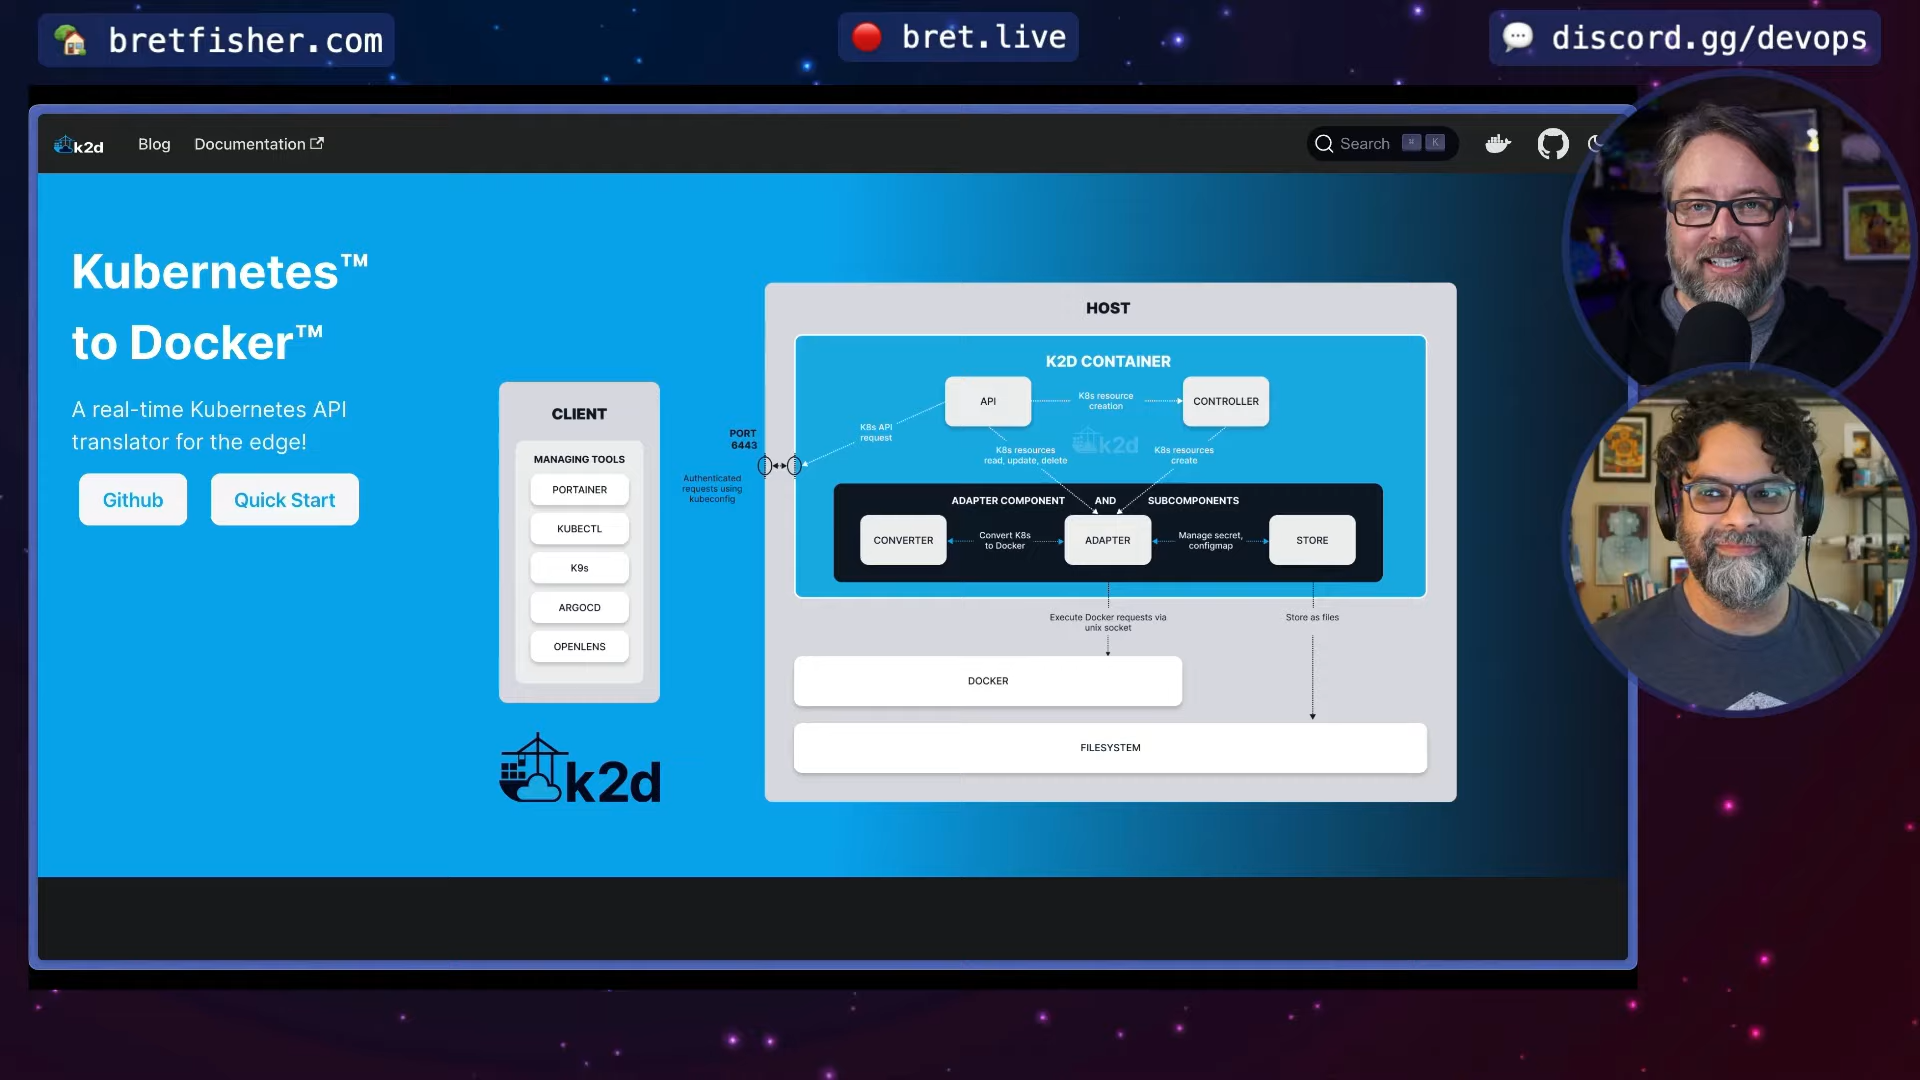 bretfisher.com
bret.live
discord.gg/devops
k2d
Blog
Documentation
Search
K
Kubernetes™
to Docker™
A real-time Kubernetes API
translator for the edge!
Github
Quick Start
CLIENT
MANAGING TOOLS
PORTAINER
KUBECTL
K9s
ARGOCD
OPENLENS
k2d
PORT
6443
Authenticated
requests using
kubeconfig
HOST
K2D CONTAINER
API
K8s resource
creation
CONTROLLER
K8s API
request
k2d
K8s resources
read, update, delete
K8s resources
create
ADAPTER COMPONENT AND SUBCOMPONENTS
CONVERTER
Convert K8s
to Docker
ADAPTER
Manage secret,
configmap
STORE
Execute Docker requests via
unix socket
Store as files
DOCKER
FILESYSTEM